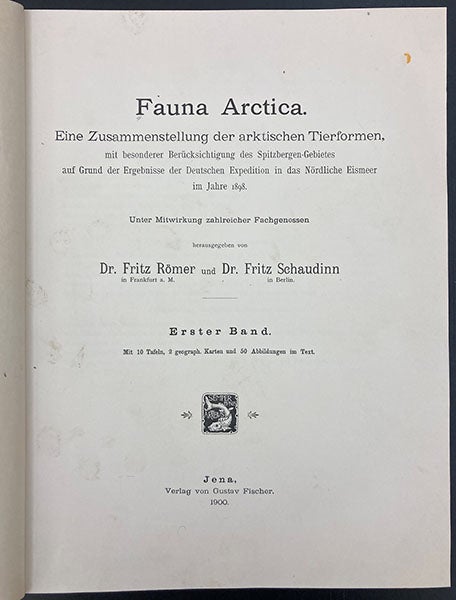 Fauna Arctica.
Eine Zusammenstellung der arktischen Tierformen,
mit besonderer Berücksichtigung des Spitzbergen-Gebietes
auf Grund der Ergebnisse der Deutschen Expedition in das Nördliche Eismeer
im Jahre 1898.
Unter Mitwirkung zahlreicher Fachgenossen
herausgegeben von
Dr. Fritz Römer und Dr. Fritz Schaudinn
in Frankfurt a. M. in Berlin.
Erster Band.
Mit 10 Tafeln, 2 geograph. Karten und 50 Abbildungen im Text.
Jena,
Verlag von Gustav Fischer.
1900.